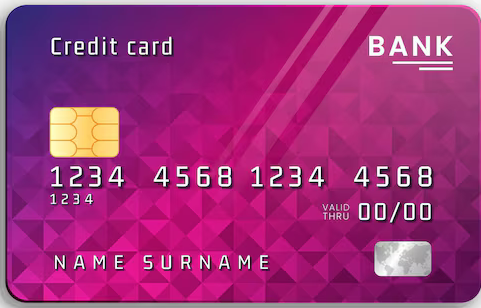 Credit card
BANK
1234 4568 1234 4568
1234
VALID
THRU 00/00
NAME SURNAME